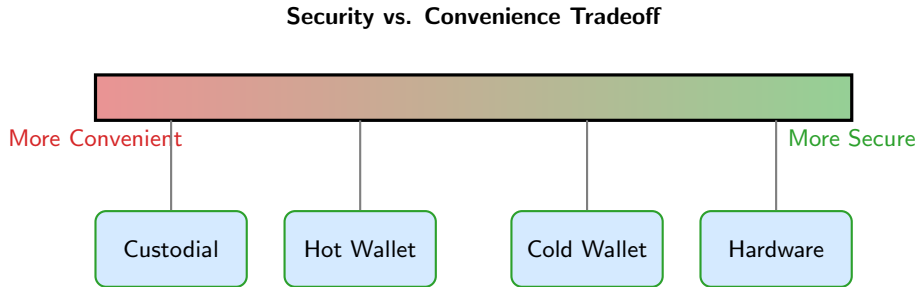 Security vs. Convenience Tradeoff
More Convenient
More Secure
Custodial
Hot Wallet
Cold Wallet
Hardware